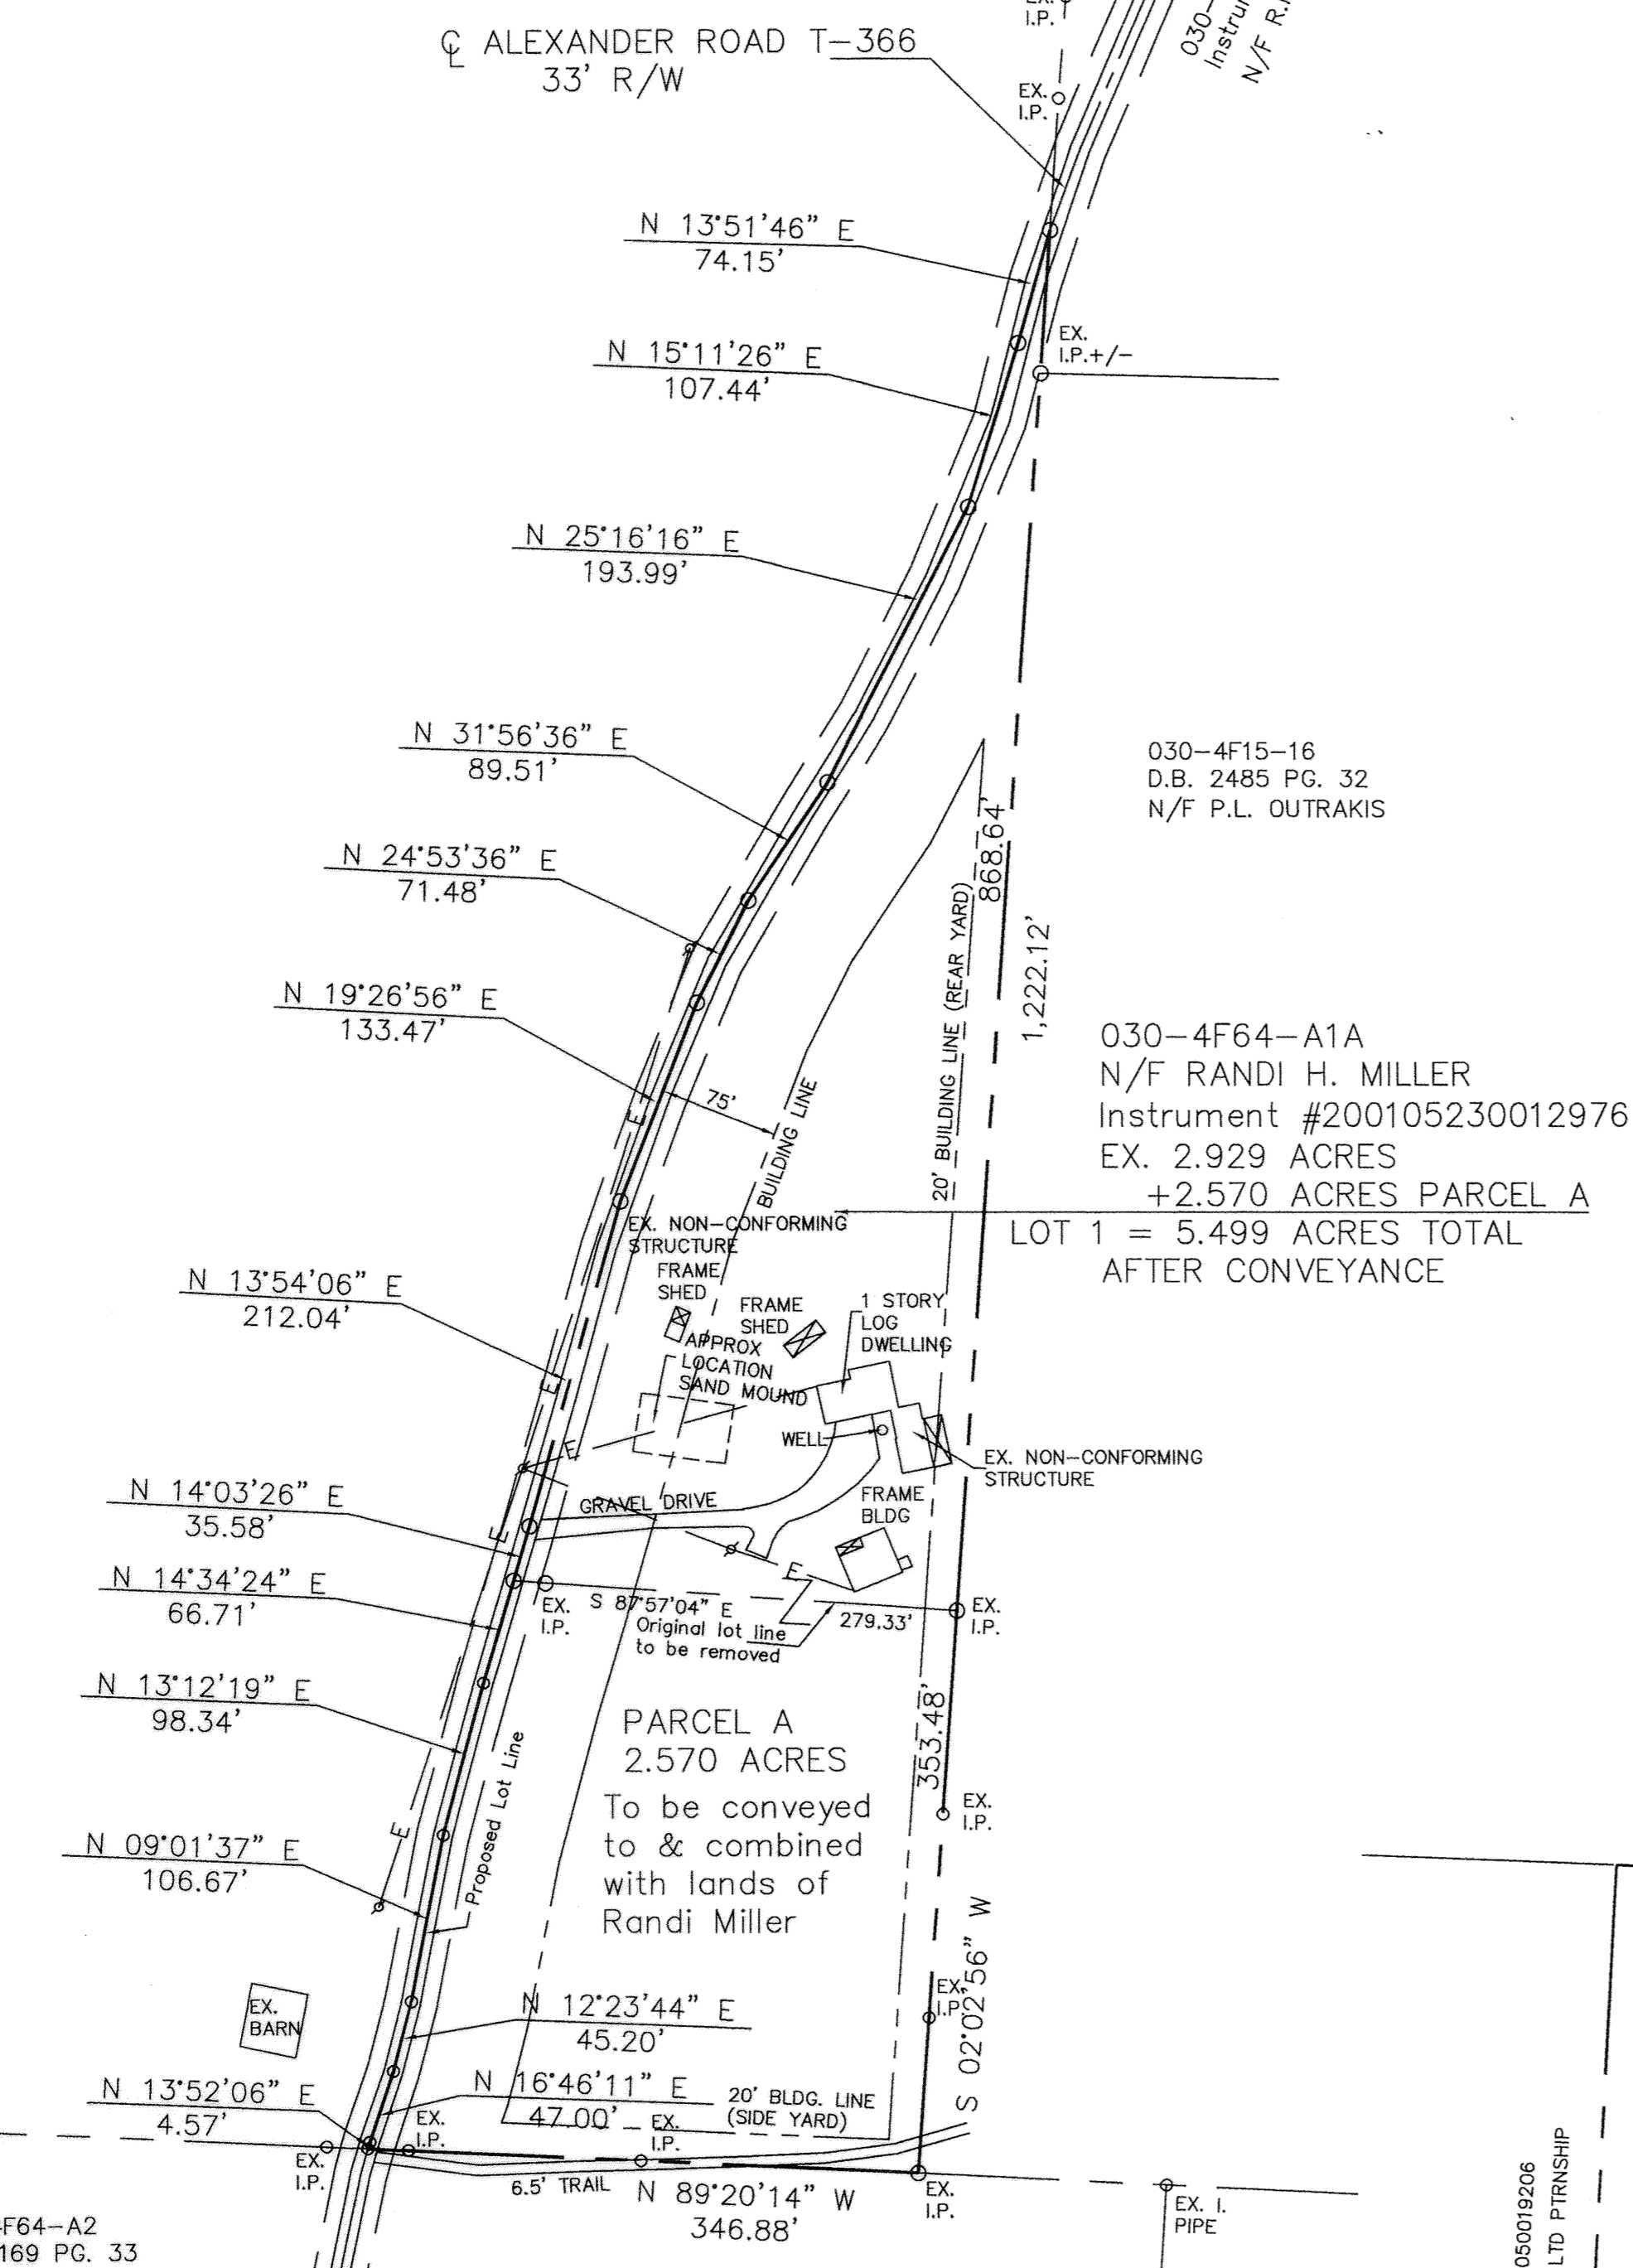 EX.
I.P.
℄ ALEXANDER ROAD T-366
33' R/W
030-
N/F R.
EX.
I.P.
N 13°51'46" E
74.15'
EX.
I.P.+/-
N 15°11'26" E
107.44'
N 25°16'16" E
193.99'
N 31°56'36" E
89.51'
030-4F15-16
D.B. 2485 PG. 32
N/F P.L. OUTRAKIS
868.64'
N 24°53'36" E
71.48'
20' BUILDING LINE (REAR YARD)
1,222.12'
N 19°26'56" E
133.47'
75'
BUILDING LINE
E
030-4F64-A1A
N/F RANDI H. MILLER
Instrument #200105230012976
EX. 2.929 ACRES
+2.570 ACRES PARCEL A
LOT 1 = 5.499 ACRES TOTAL
AFTER CONVEYANCE
EX. NON-CONFORMING
STRUCTURE
FRAME
SHED
FRAME
SHED
1 STORY
LOG
DWELLING
N 13°54'06" E
212.04'
APPROX
LOCATION
SAND MOUND
E
E
WELL
EX. NON-CONFORMING
STRUCTURE
N 14°03'26" E
35.58'
GRAVEL DRIVE
FRAME
BLDG
E
E
N 14°34'24" E
66.71'
EX.
I.P.
S 87°57'04" E
279.33'
Original lot line
to be removed
EX.
I.P.
N 13°12'19" E
98.34'
353.48'
PARCEL A
2.570 ACRES
To be conveyed
to & combined
with lands of
Randi Miller
Proposed Lot Line
EX.
I.P.
E
N 09°01'37" E
106.67'
S 02°02'56" W
EX.
I.P.
EX.
BARN
N 12°23'44" E
45.20'
N 13°52'06" E
4.57'
N 16°46'11" E
47.00'
20' BLDG. LINE
(SIDE YARD)
EX.
I.P.
EX.
I.P.
EX.
I.P.
6.5' TRAIL
N 89°20'14" W
346.88'
EX.
I.P.
EX. I.
PIPE
F64-A2
169 PG. 33
050019206
LTD PTRNSHIP